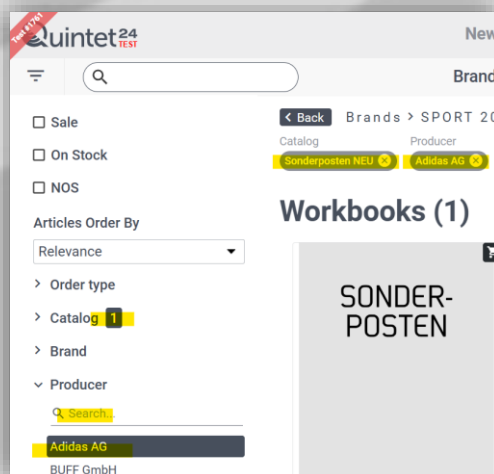 Test #1761
Quintet24
TEST
New
Brand
Sale
On Stock
NOS
Articles Order By
Relevance
Order type
Catalog 1
Brand
Producer
Search...
Adidas AG
BUFF GmbH
Back Brands > SPORT 20
Catalog Producer
Sonderposten NEU Adidas AG
Workbooks (1)
SONDER-
POSTEN